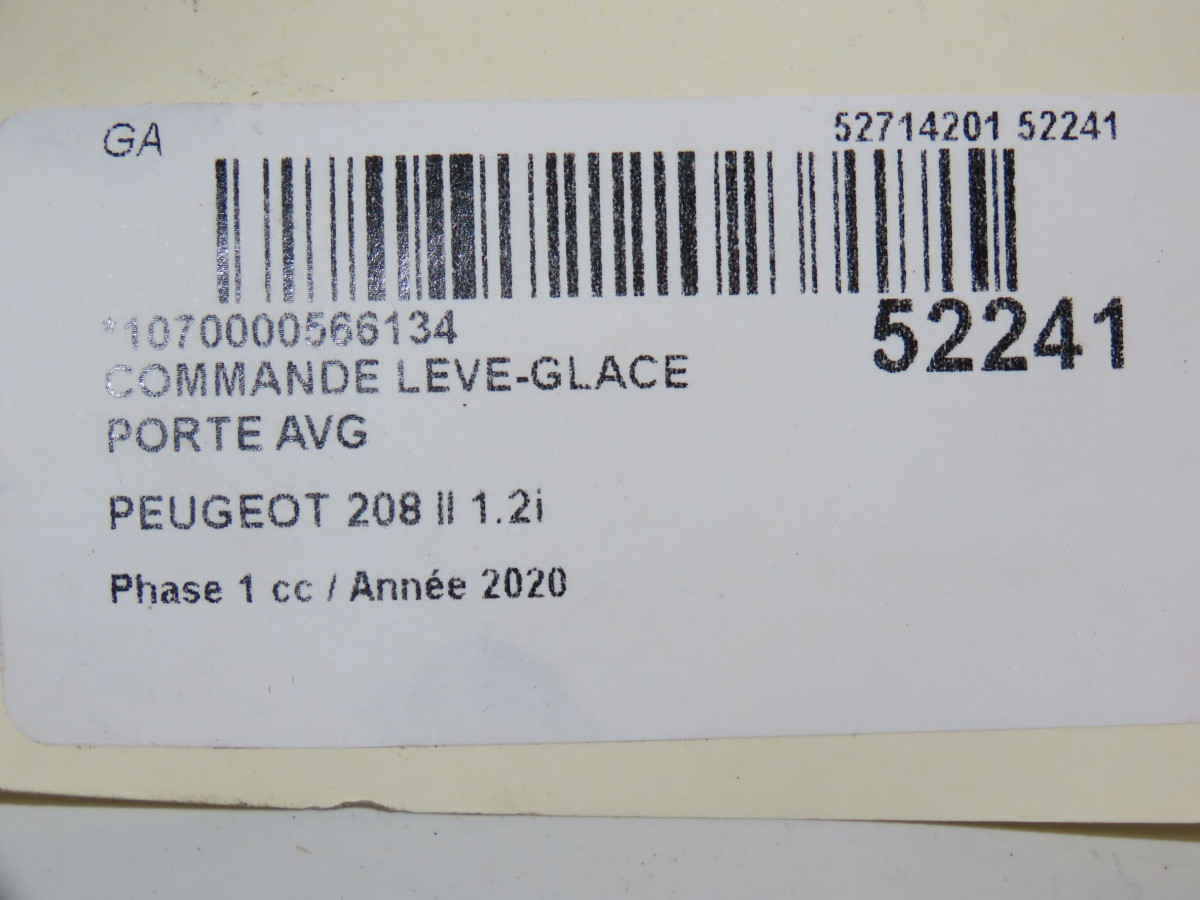 GA
52714201 52241
*1070000566134
52241
COMMANDE LEVE-GLACE
PORTE AVG
PEUGEOT 208 II 1.2i
Phase 1 cc / Année 2020